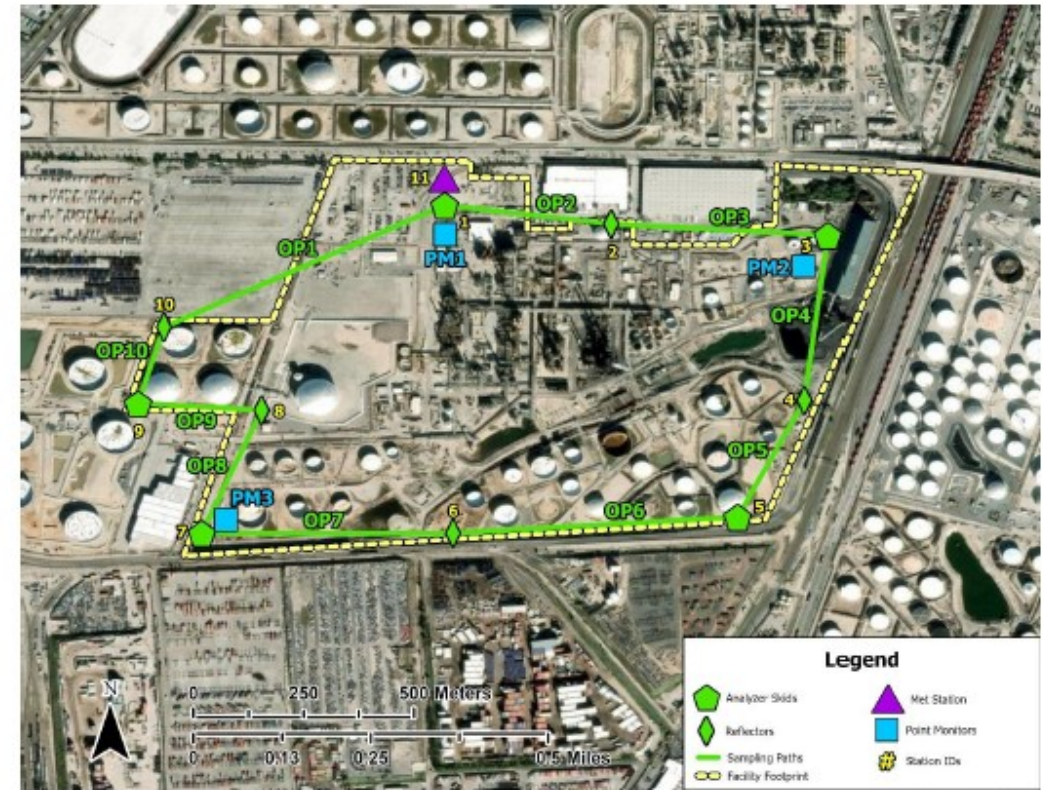 11
OP2
OP3
1
2
3
PM1
PM2
OP1
OP4
10
OP10
4
8
9
OP9
OP5
OP8
PM3
5
6
OP6
7
OP7
N
0 250 500 Meters
0 0.13 0.25 0.5 Miles
Legend
Analyzer Skids
Met Station
Reflectors
Point Monitors
Sampling Paths
# Station IDs
Facility Footprint